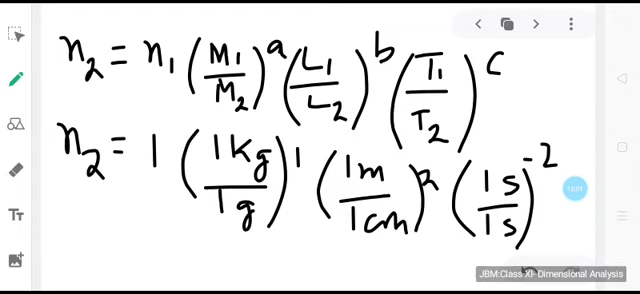 n₂ = n₁ (M₁/M₂)ᵃ (L₁/L₂)ᵇ (T₁/T₂)ᶜ
n₂ = 1 (1kg/1g)¹ (1m/1cm)² (1s/1s)⁻²
Tт
JBM:Class XI-Dimensional Analysis